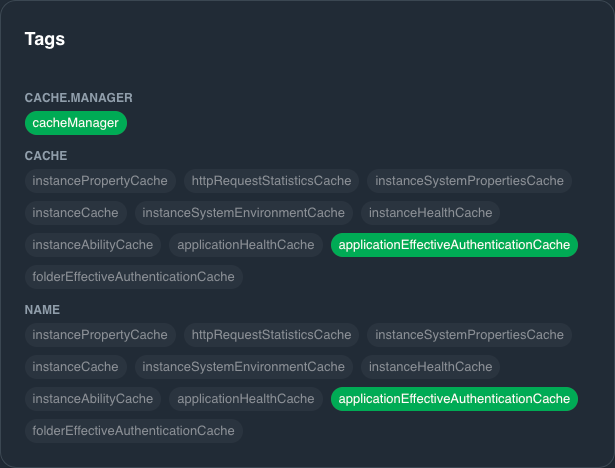 Tags
CACHE.MANAGER
cacheManager
CACHE
instancePropertyCache httpRequestStatisticsCache instanceSystemPropertiesCache
instanceCache instanceSystemEnvironmentCache instanceHealthCache
instanceAbilityCache applicationHealthCache applicationEffectiveAuthenticationCache
folderEffectiveAuthenticationCache
NAME
instancePropertyCache httpRequestStatisticsCache instanceSystemPropertiesCache
instanceCache instanceSystemEnvironmentCache instanceHealthCache
instanceAbilityCache applicationHealthCache applicationEffectiveAuthenticationCache
folderEffectiveAuthenticationCache